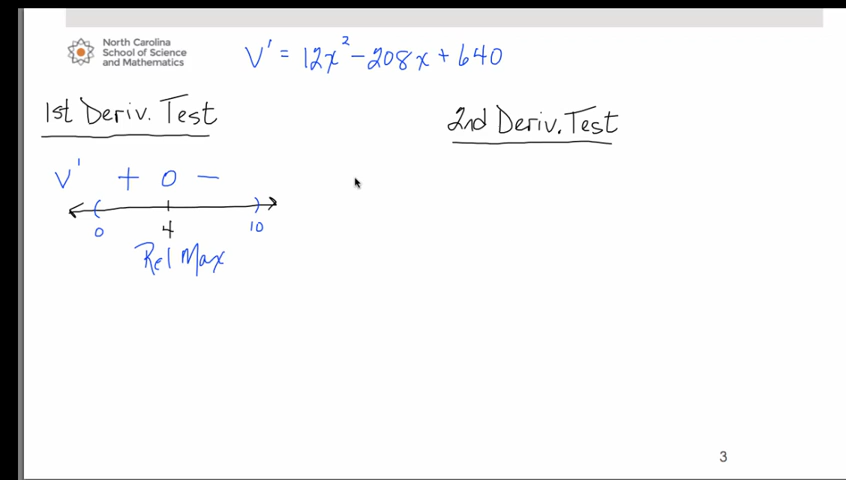 North Carolina
School of Science
and Mathematics
V' = 12x² - 208x + 640
1st Deriv. Test
2nd Deriv. Test
V' + 0 -
0 4 10
Rel Max
3